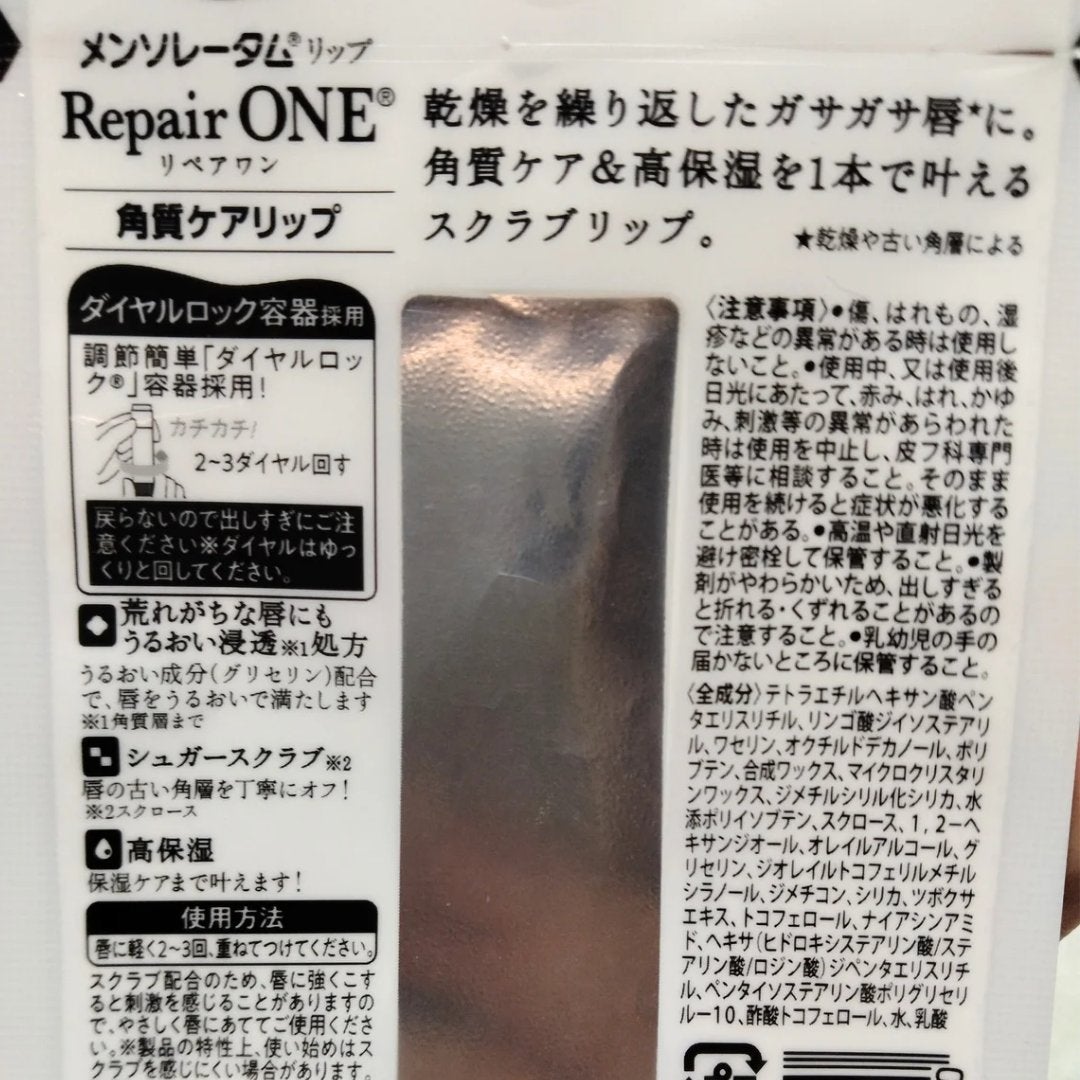 メンソレータム®リップ
Repair ONE®
リペアワン
角質ケアリップ
乾燥を繰り返したガサガサ唇★に。
角質ケア&高保湿を1本で叶える
スクラブリップ。
★乾燥や古い角層による
ダイヤルロック容器採用
調節簡単「ダイヤルロッ
ク®」容器採用!
カチカチ!
2~3ダイヤル回す
戻らないので出しすぎにご注
意ください※ダイヤルはゆっ
くりと回してください。
荒れがちな唇にも
うるおい浸透※1処方
うるおい成分(グリセリン)配合
で、唇をうるおいで満たします
※1角質層まで
シュガースクラブ※2
唇の古い角層を丁寧にオフ!
※2スクロース
高保湿
保湿ケアまで叶えます!
使用方法
唇に軽く2~3回、重ねてつけてください。
スクラブ配合のため、唇に強くこす
ると刺激を感じることがありますの
で、やさしく唇にあててご使用くださ
い。※製品の特性上、使い始めはス
クラブを感じにくい場合があります。
〈注意事項〉●傷、はれもの、湿
疹などの異常がある時は使用し
ないこと。●使用中、又は使用後
日光にあたって、赤み、はれ、かゆ
み、刺激等の異常があらわれた
時は使用を中止し、皮フ科専門
医等に相談すること。そのまま
使用を続けると症状が悪化する
ことがある。●高温や直射日光を
避け密栓して保管すること。●製
剤がやわらかいため、出しすぎる
と折れる・くずれることがあるの
で注意すること。●乳幼児の手の
届かないところに保管すること。
〈全成分〉テトラエチルヘキサン酸ペン
タエリスリチル、リンゴ酸ジイソステアリ
ル、ワセリン、オクチルドデカノール、ポリ
ブテン、合成ワックス、マイクロクリスタリ
ンワックス、ジメチルシリル化シリカ、水
添ポリイソブテン、スクロース、1,2-ヘ
キサンジオール、オレイルアルコール、グ
リセリン、ジオレイルトコフェリルメチル
シラノール、ジメチコン、シリカ、ツボクサ
エキス、トコフェロール、ナイアシンアミ
ド、ヘキサ(ヒドロキシステアリン酸/ステ
アリン酸/ロジン酸)ジペンタエリスリチ
ル、ペンタイソステアリン酸ポリグリセリ
ル-10、酢酸トコフェロール、水、乳酸